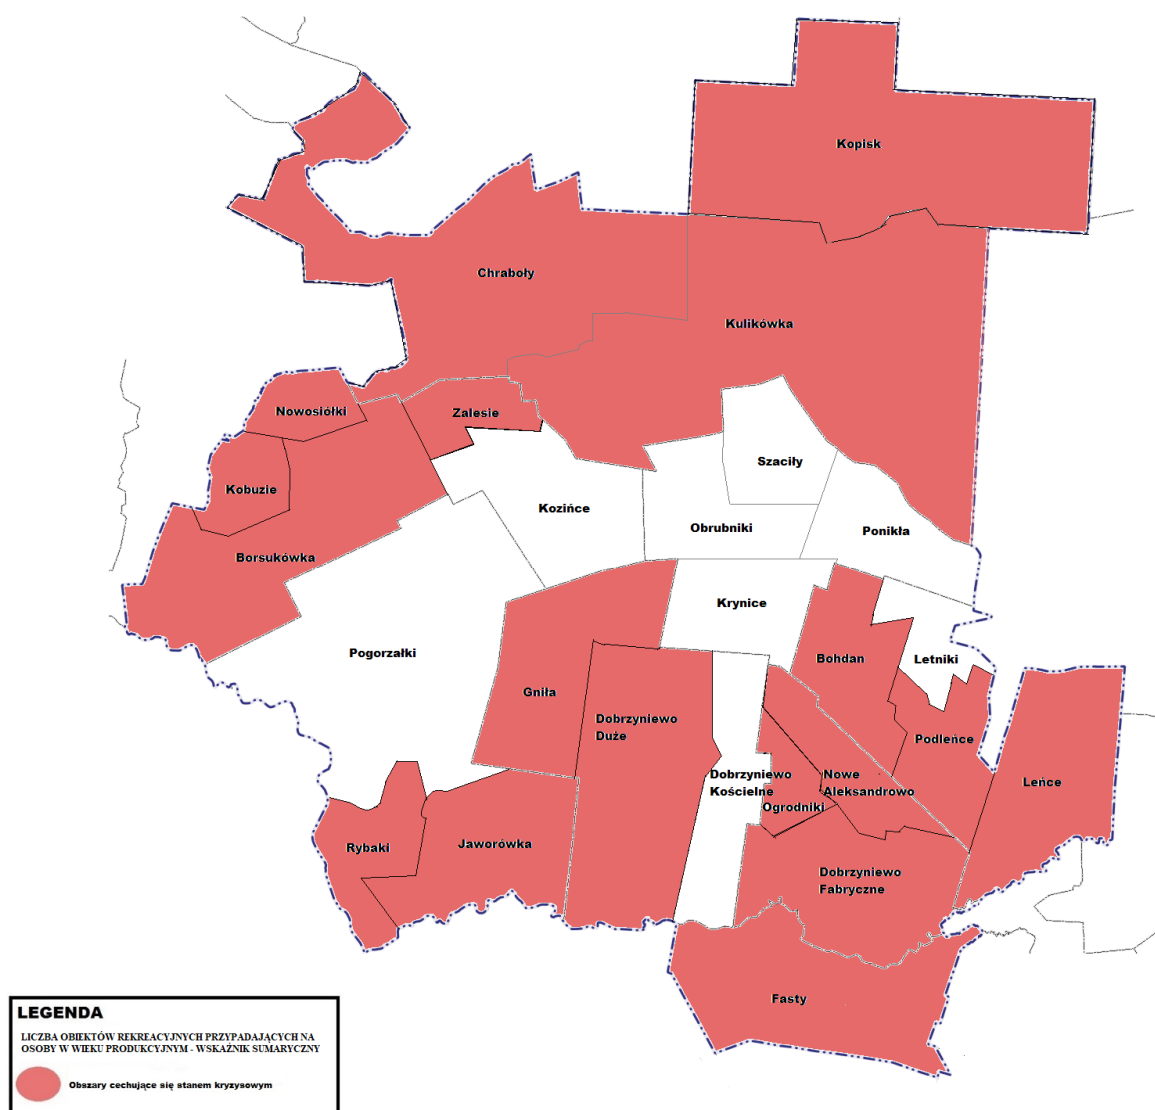 Kopisk
Chraboły
Kulikówka
Nowosiółki
Zalesie
Szaciły
Kobuzie
Kozińce
Obrubniki
Ponikła
Borsukówka
Krynice
Pogorzałki
Bohdan
Letniki
Gniła
Dobrzyniewo
Duże
Podleńce
Dobrzyniewo
Kościelne
Nowe
Aleksandrowo
Leńce
Ogrodniki
Rybaki
Jaworówka
Dobrzyniewo
Fabryczne
Fasty
LEGENDA
LICZBA OBIEKTÓW REKREACYJNYCH PRZYPADAJĄCYCH NA
OSOBY W WIEKU PRODUKCYJNYM - WSKAŹNIK SUMARYCZNY
Obszary cechujące się stanem kryzysowym